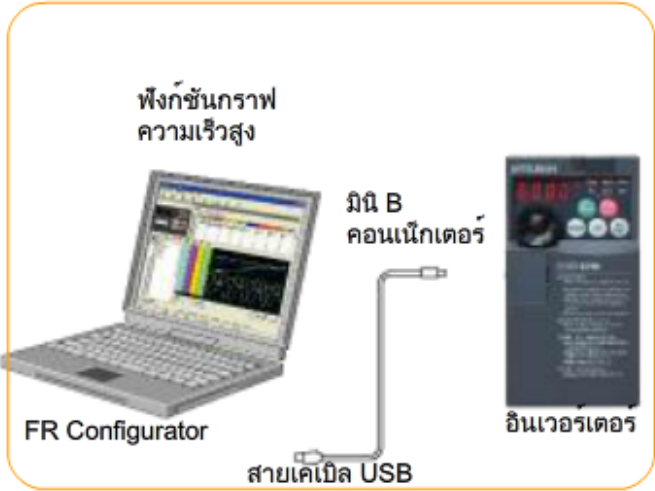 ฟังก์ชันกราฟ
ความเร็วสูง
มินิ B
คอนเน็กเตอร์
FR Configurator
อินเวอร์เตอร์
สายเคเบิล USB